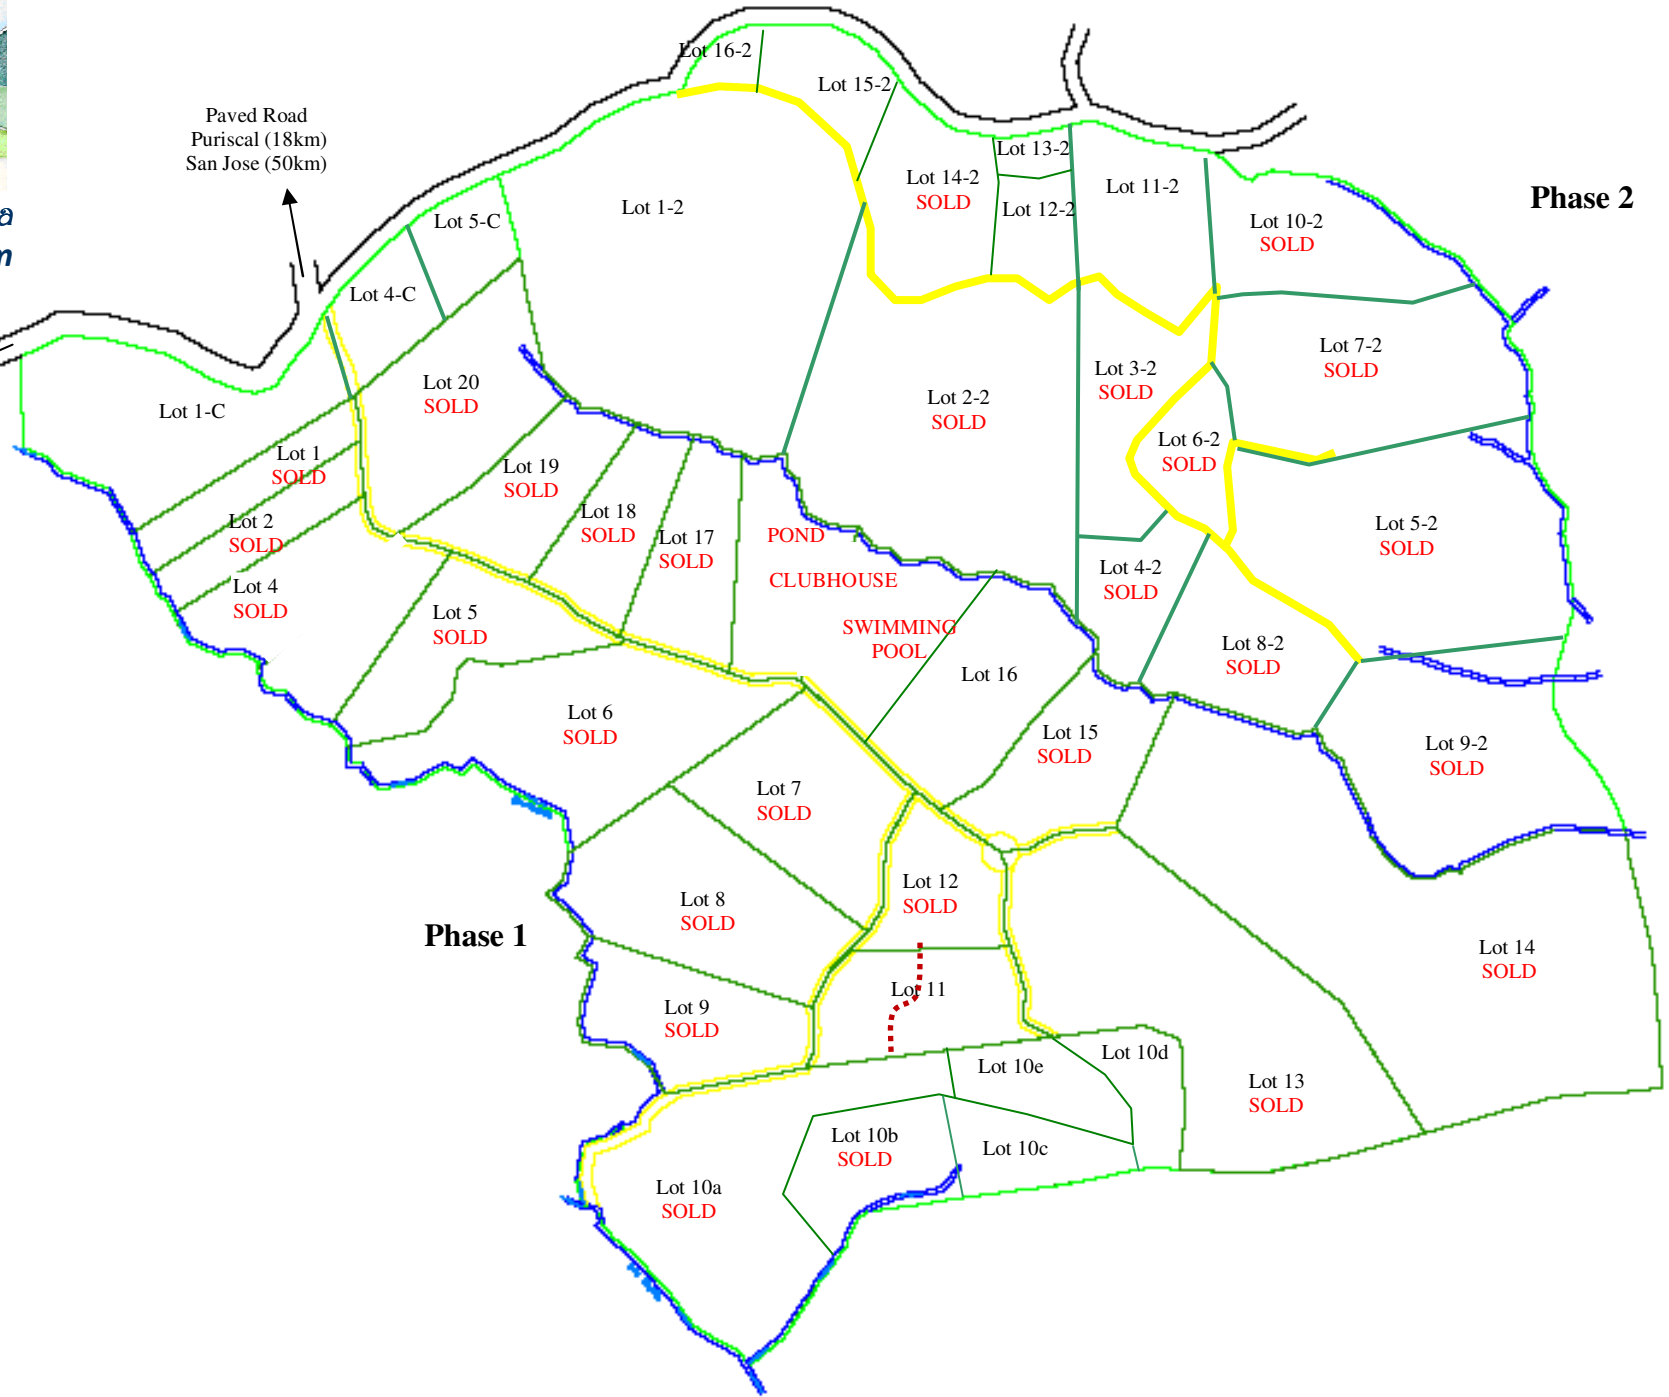 Lot 16-2
Lot 15-2
Paved Road
Puriscal (18km)
San Jose (50km)
Lot 13-2
Lot 14-2
SOLD
Lot 11-2
Phase 2
Lot 1-2
Lot 12-2
Lot 5-C
Lot 10-2
SOLD
a
n
Lot 4-C
Lot 7-2
SOLD
Lot 3-2
SOLD
Lot 20
SOLD
Lot 2-2
SOLD
Lot 1-C
Lot 6-2
SOLD
Lot 1
SOLD
Lot 19
SOLD
Lot 18
SOLD
Lot 2
SOLD
Lot 5-2
SOLD
Lot 17
SOLD
POND
CLUBHOUSE
Lot 4-2
SOLD
Lot 4
SOLD
Lot 5
SOLD
SWIMMING
POOL
Lot 8-2
SOLD
Lot 16
Lot 6
SOLD
Lot 15
SOLD
Lot 9-2
SOLD
Lot 7
SOLD
Lot 12
SOLD
Lot 8
SOLD
Phase 1
Lot 14
SOLD
Lot 11
Lot 9
SOLD
Lot 10d
Lot 10e
Lot 13
SOLD
Lot 10b
SOLD
Lot 10c
Lot 10a
SOLD